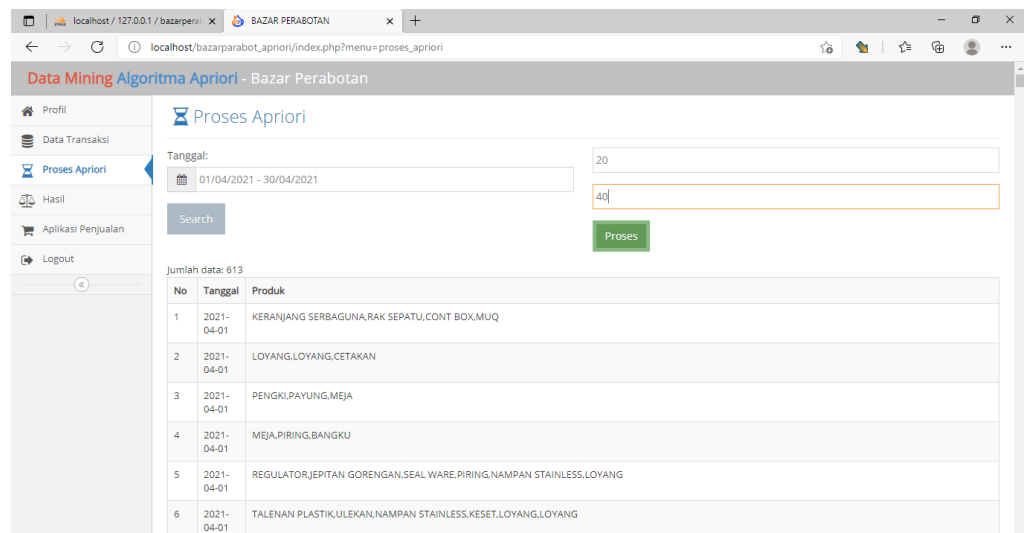 localhost / 127.0.0.1 / bazarpera
BAZAR PERABOTAN
localhost/bazarparabot_apriori/index.php?menu=proses_apriori
Data Mining Algoritma Apriori - Bazar Perabotan
Profil
Data Transaksi
Proses Apriori
Hasil
Aplikasi Penjualan
Logout
Proses Apriori
Tanggal:
01/04/2021 - 30/04/2021
Search
20
40
Proses
Jumlah data: 613
No Tanggal Produk
1 2021-04-01 KERANJANG SERBAGUNA,RAK SEPATU,CONT BOX,MUQ
2 2021-04-01 LOYANG,LOYANG,CETAKAN
3 2021-04-01 PENGKI,PAYUNG,MEJA
4 2021-04-01 MEJA,PIRING,BANGKU
5 2021-04-01 REGULATOR,JEPITAN GORENGAN,SEAL WARE,PIRING,NAMPAN STAINLESS,LOYANG
6 2021-04-01 TALENAN PLASTIK,ULEKAN,NAMPAN STAINLESS,KESET,LOYANG,LOYANG